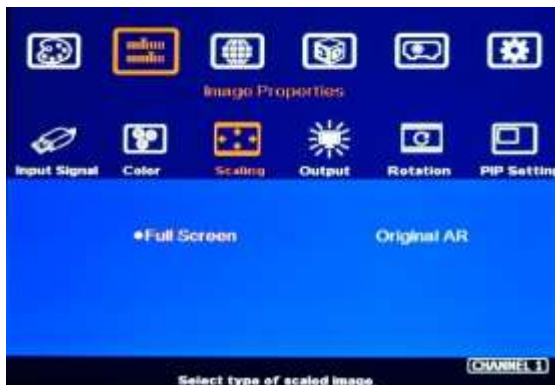 Image Properties
Input Signal Color Scaling Output Rotation PIP Setting
•Full Screen Original AR
CHANNEL 1
Select type of scaled image